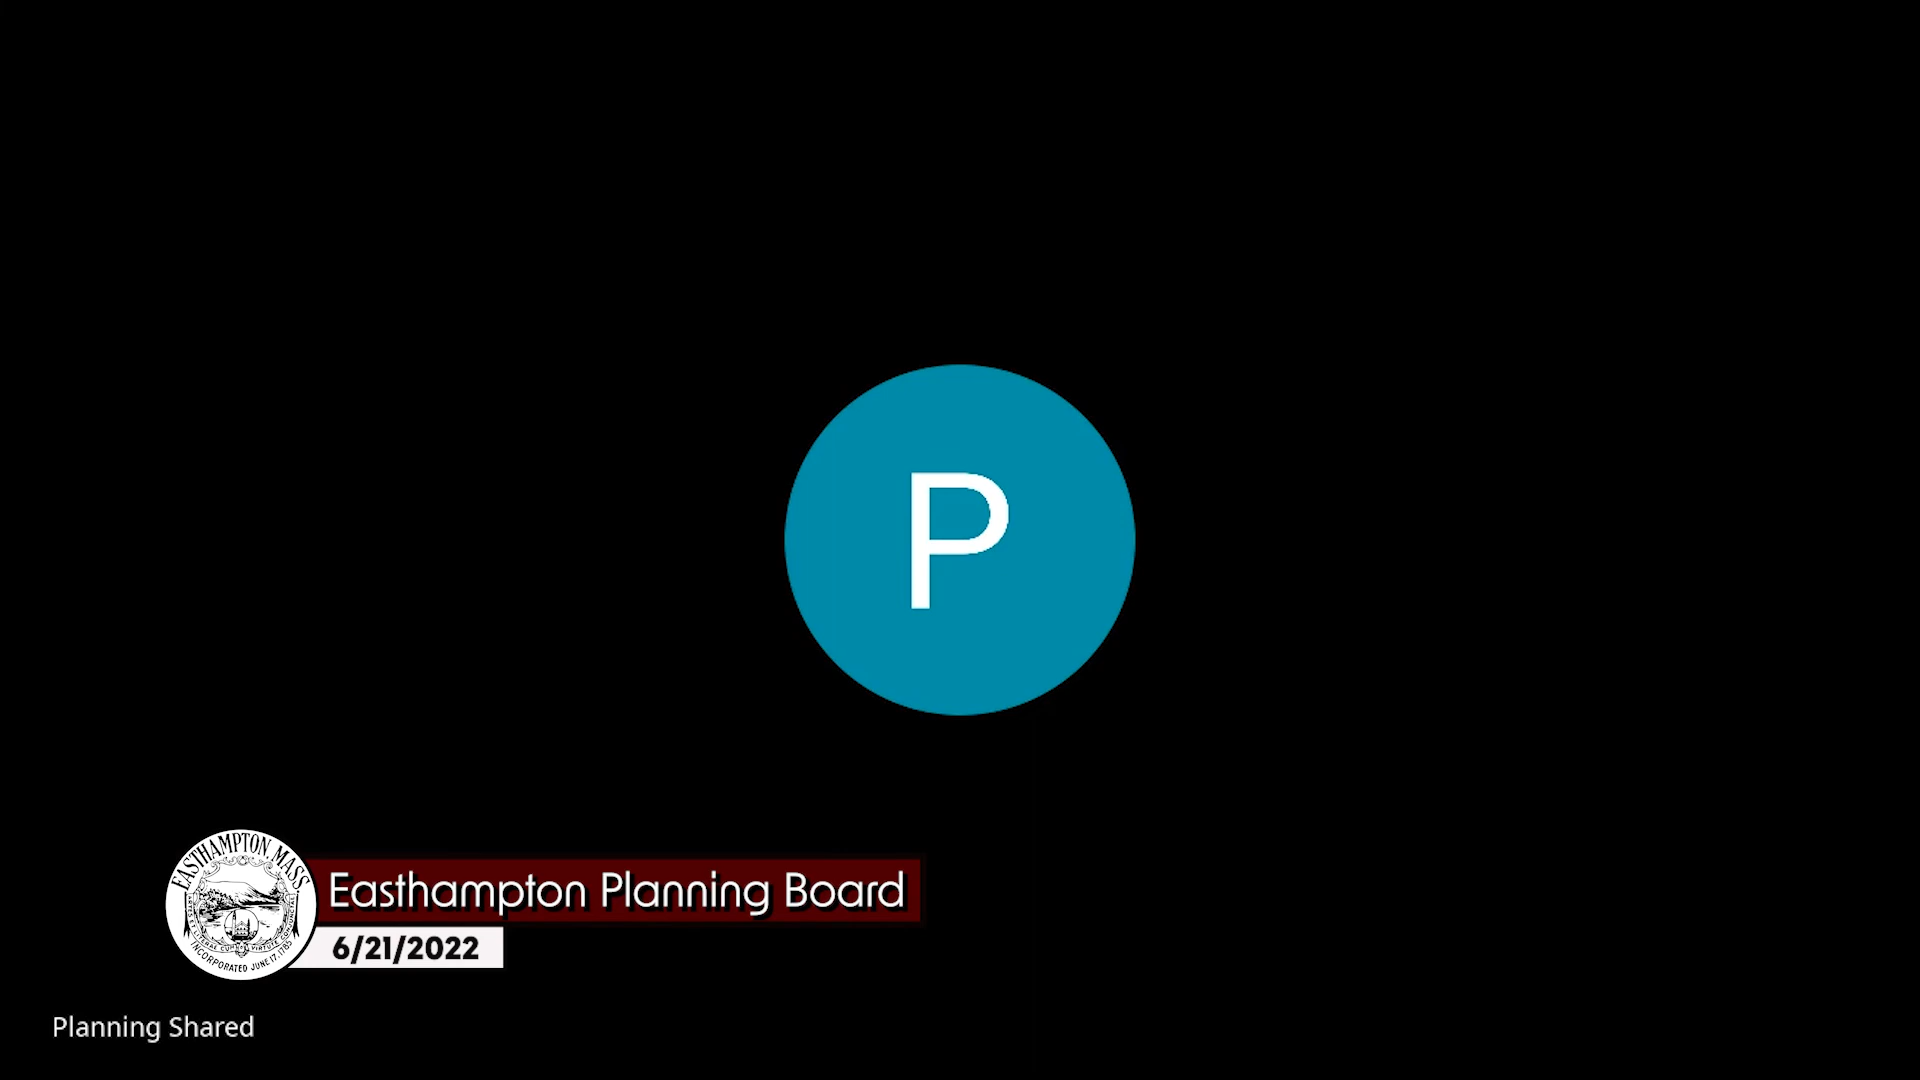 P
EASTHAMPTON, MASS
INCORPORATED JUNE 17, 1785
Easthampton Planning Board
6/21/2022
Planning Shared